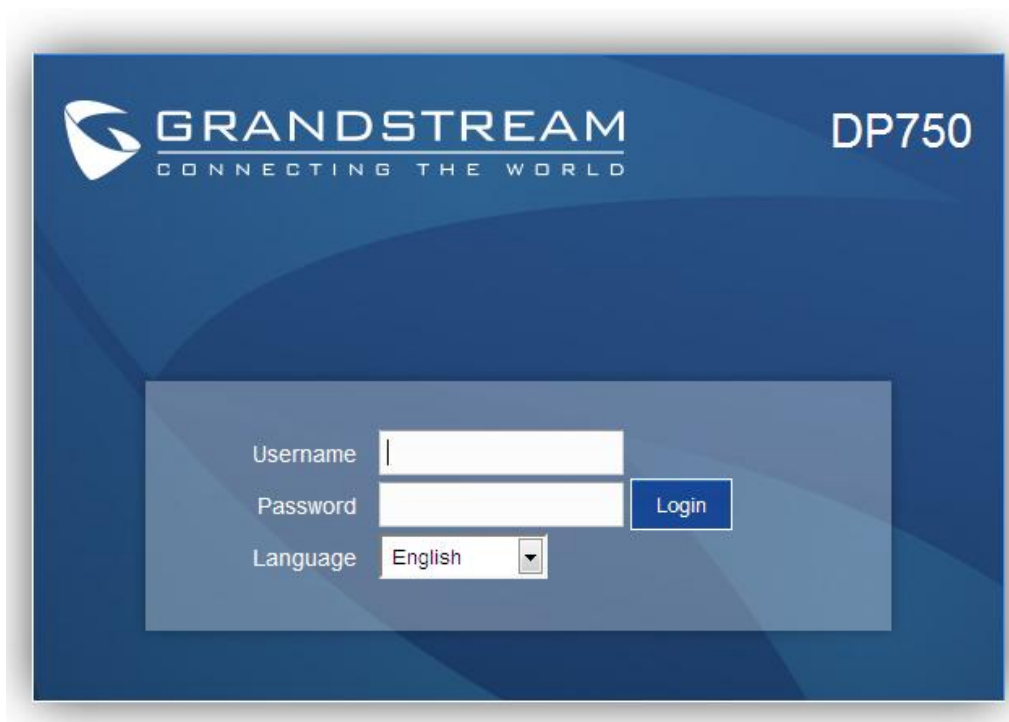 GRANDSTREAM
CONNECTING THE WORLD
DP750
Username
Password
Login
Language
English